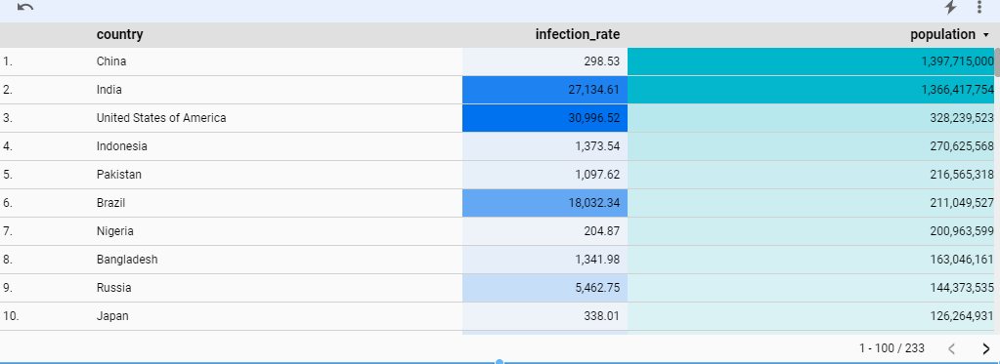 country infection_rate population
1. China 298.53 1,397,715,000
2. India 27,134.61 1,366,417,754
3. United States of America 30,996.52 328,239,523
4. Indonesia 1,373.54 270,625,568
5. Pakistan 1,097.62 216,565,318
6. Brazil 18,032.34 211,049,527
7. Nigeria 204.87 200,963,599
8. Bangladesh 1,341.98 163,046,161
9. Russia 5,462.75 144,373,535
10. Japan 338.01 126,264,931
1 - 100 / 233